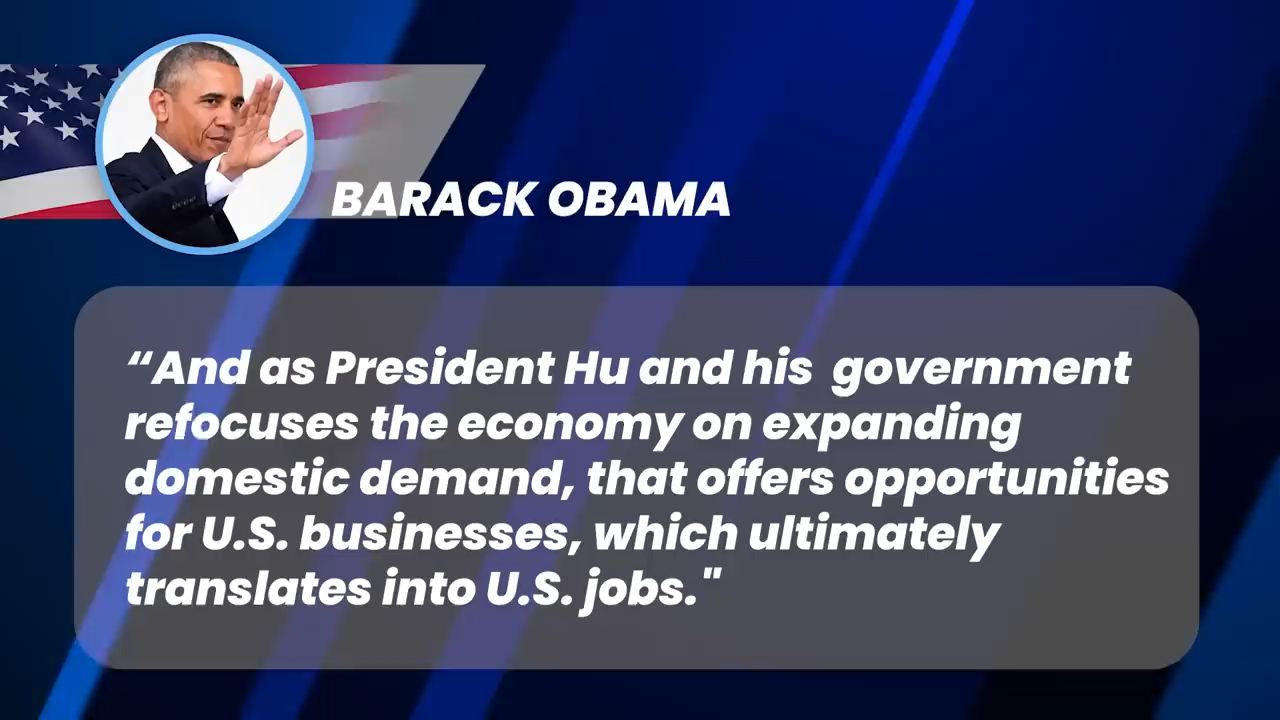 BARACK OBAMA
“And as President Hu and his government
refocuses the economy on expanding
domestic demand, that offers opportunities
for U.S. businesses, which ultimately
translates into U.S. jobs."